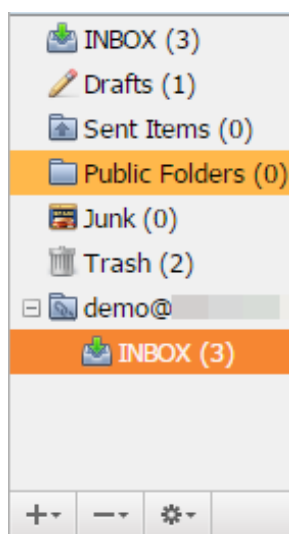 INBOX (3)
Drafts (1)
Sent Items (0)
Public Folders (0)
Junk (0)
Trash (2)
demo@
INBOX (3)